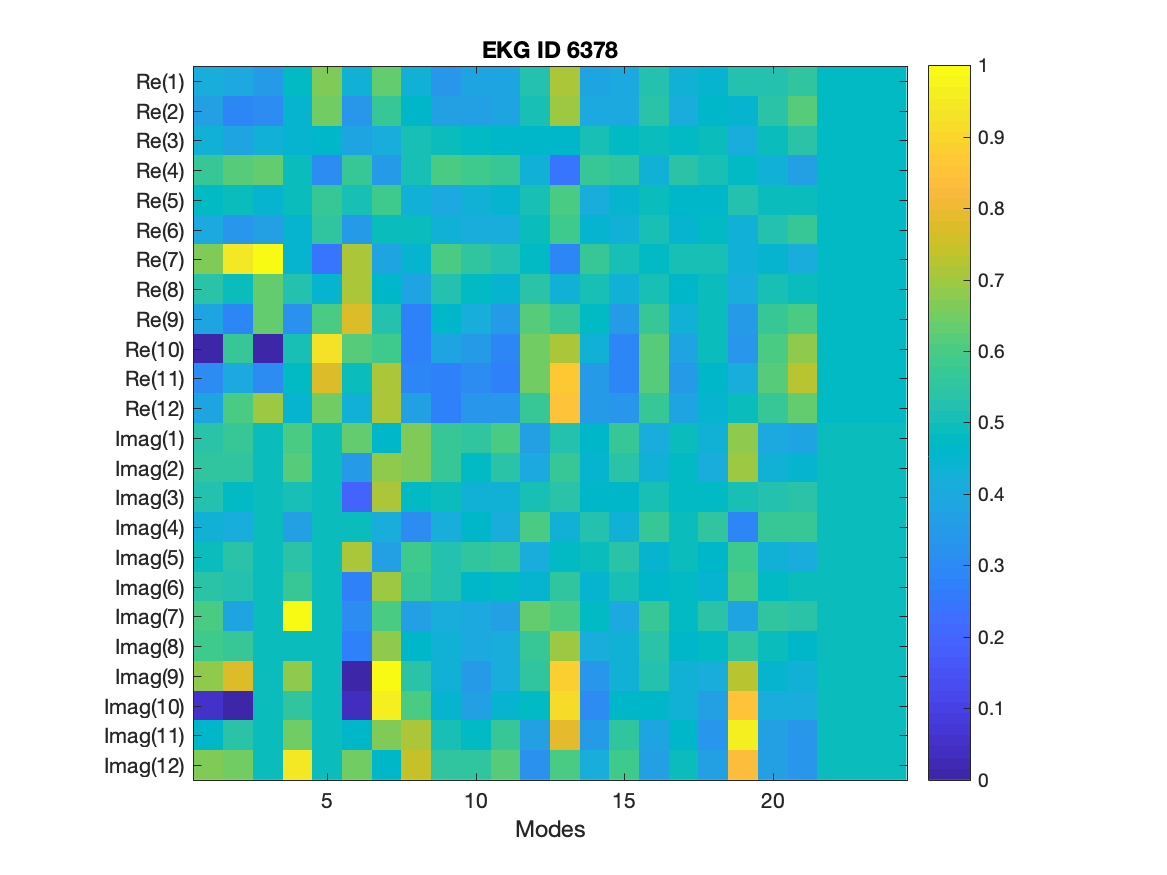 EKG ID 6378
Re(1)
Re(2)
Re(3)
Re(4)
Re(5)
Re(6)
Re(7)
Re(8)
Re(9)
Re(10)
Re(11)
Re(12)
Imag(1)
Imag(2)
Imag(3)
Imag(4)
Imag(5)
Imag(6)
Imag(7)
Imag(8)
Imag(9)
Imag(10)
Imag(11)
Imag(12)
5 10 15 20
Modes
1
0.9
0.8
0.7
0.6
0.5
0.4
0.3
0.2
0.1
0